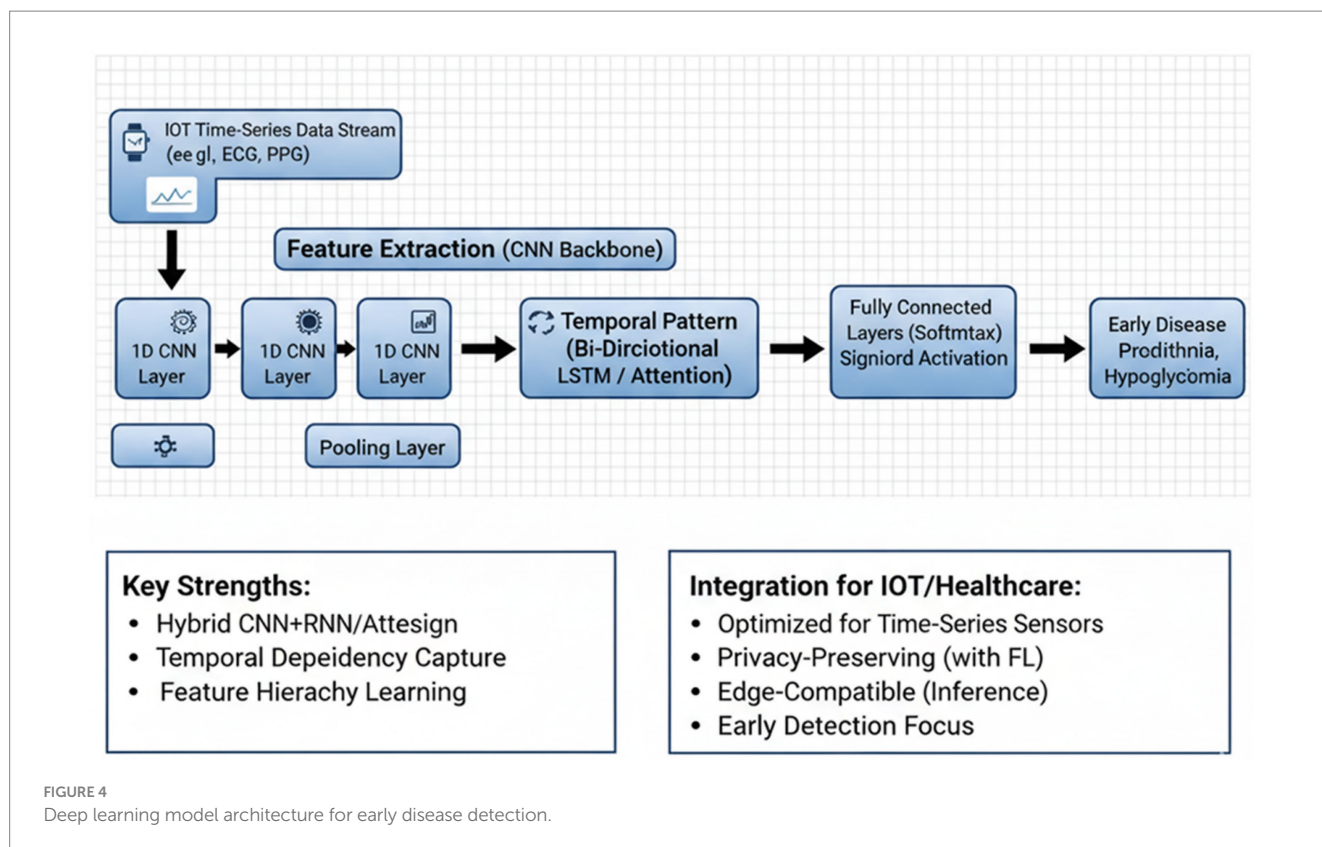 IOT Time-Series Data Stream
(ee gl, ECG, PPG)
Feature Extraction (CNN Backbone)
1D CNN
Layer
1D CNN
Layer
1D CNN
Layer
Temporal Pattern
(Bi-Dirciotional
LSTM / Attention)
Fully Connected
Layers (Softmtax)
Signiord Activation
Early Disease
Prodithnia,
Hypoglycomia
Pooling Layer
Key Strengths:
• Hybrid CNN+RNN/Attesign
• Temporal Depeidency Capture
• Feature Hierachy Learning
Integration for IOT/Healthcare:
• Optimized for Time-Series Sensors
• Privacy-Preserving (with FL)
• Edge-Compatible (Inference)
• Early Detection Focus
FIGURE 4
Deep learning model architecture for early disease detection.